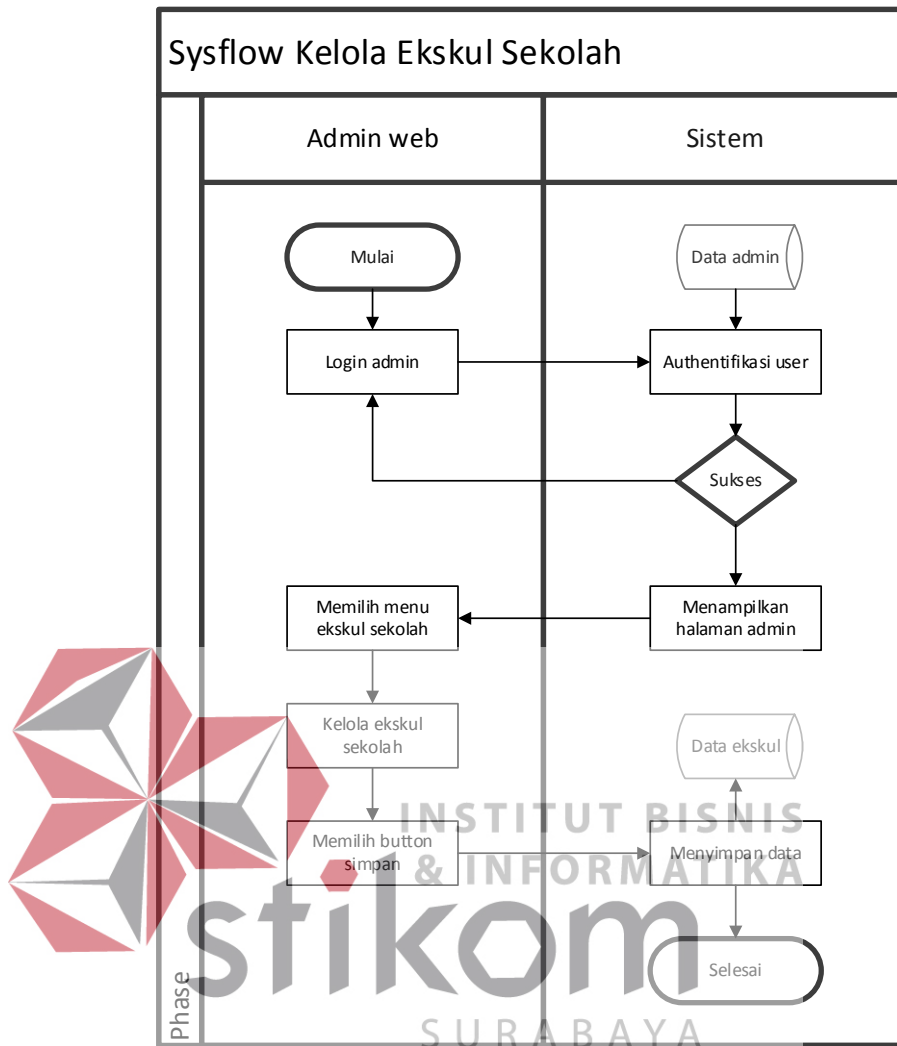 Sysflow Kelola Ekskul Sekolah
Admin web
Sistem
Mulai
Data admin
Login admin
Authentifikasi user
Sukses
Memilih menu
ekskul sekolah
Menampilkan
halaman admin
Kelola ekskul
sekolah
Data ekskul
Memilih button
simpan
Menyimpan data
Selesai
Phase
INSTITUT BISNIS
& INFORMATIKA
stikom
SURABAYA